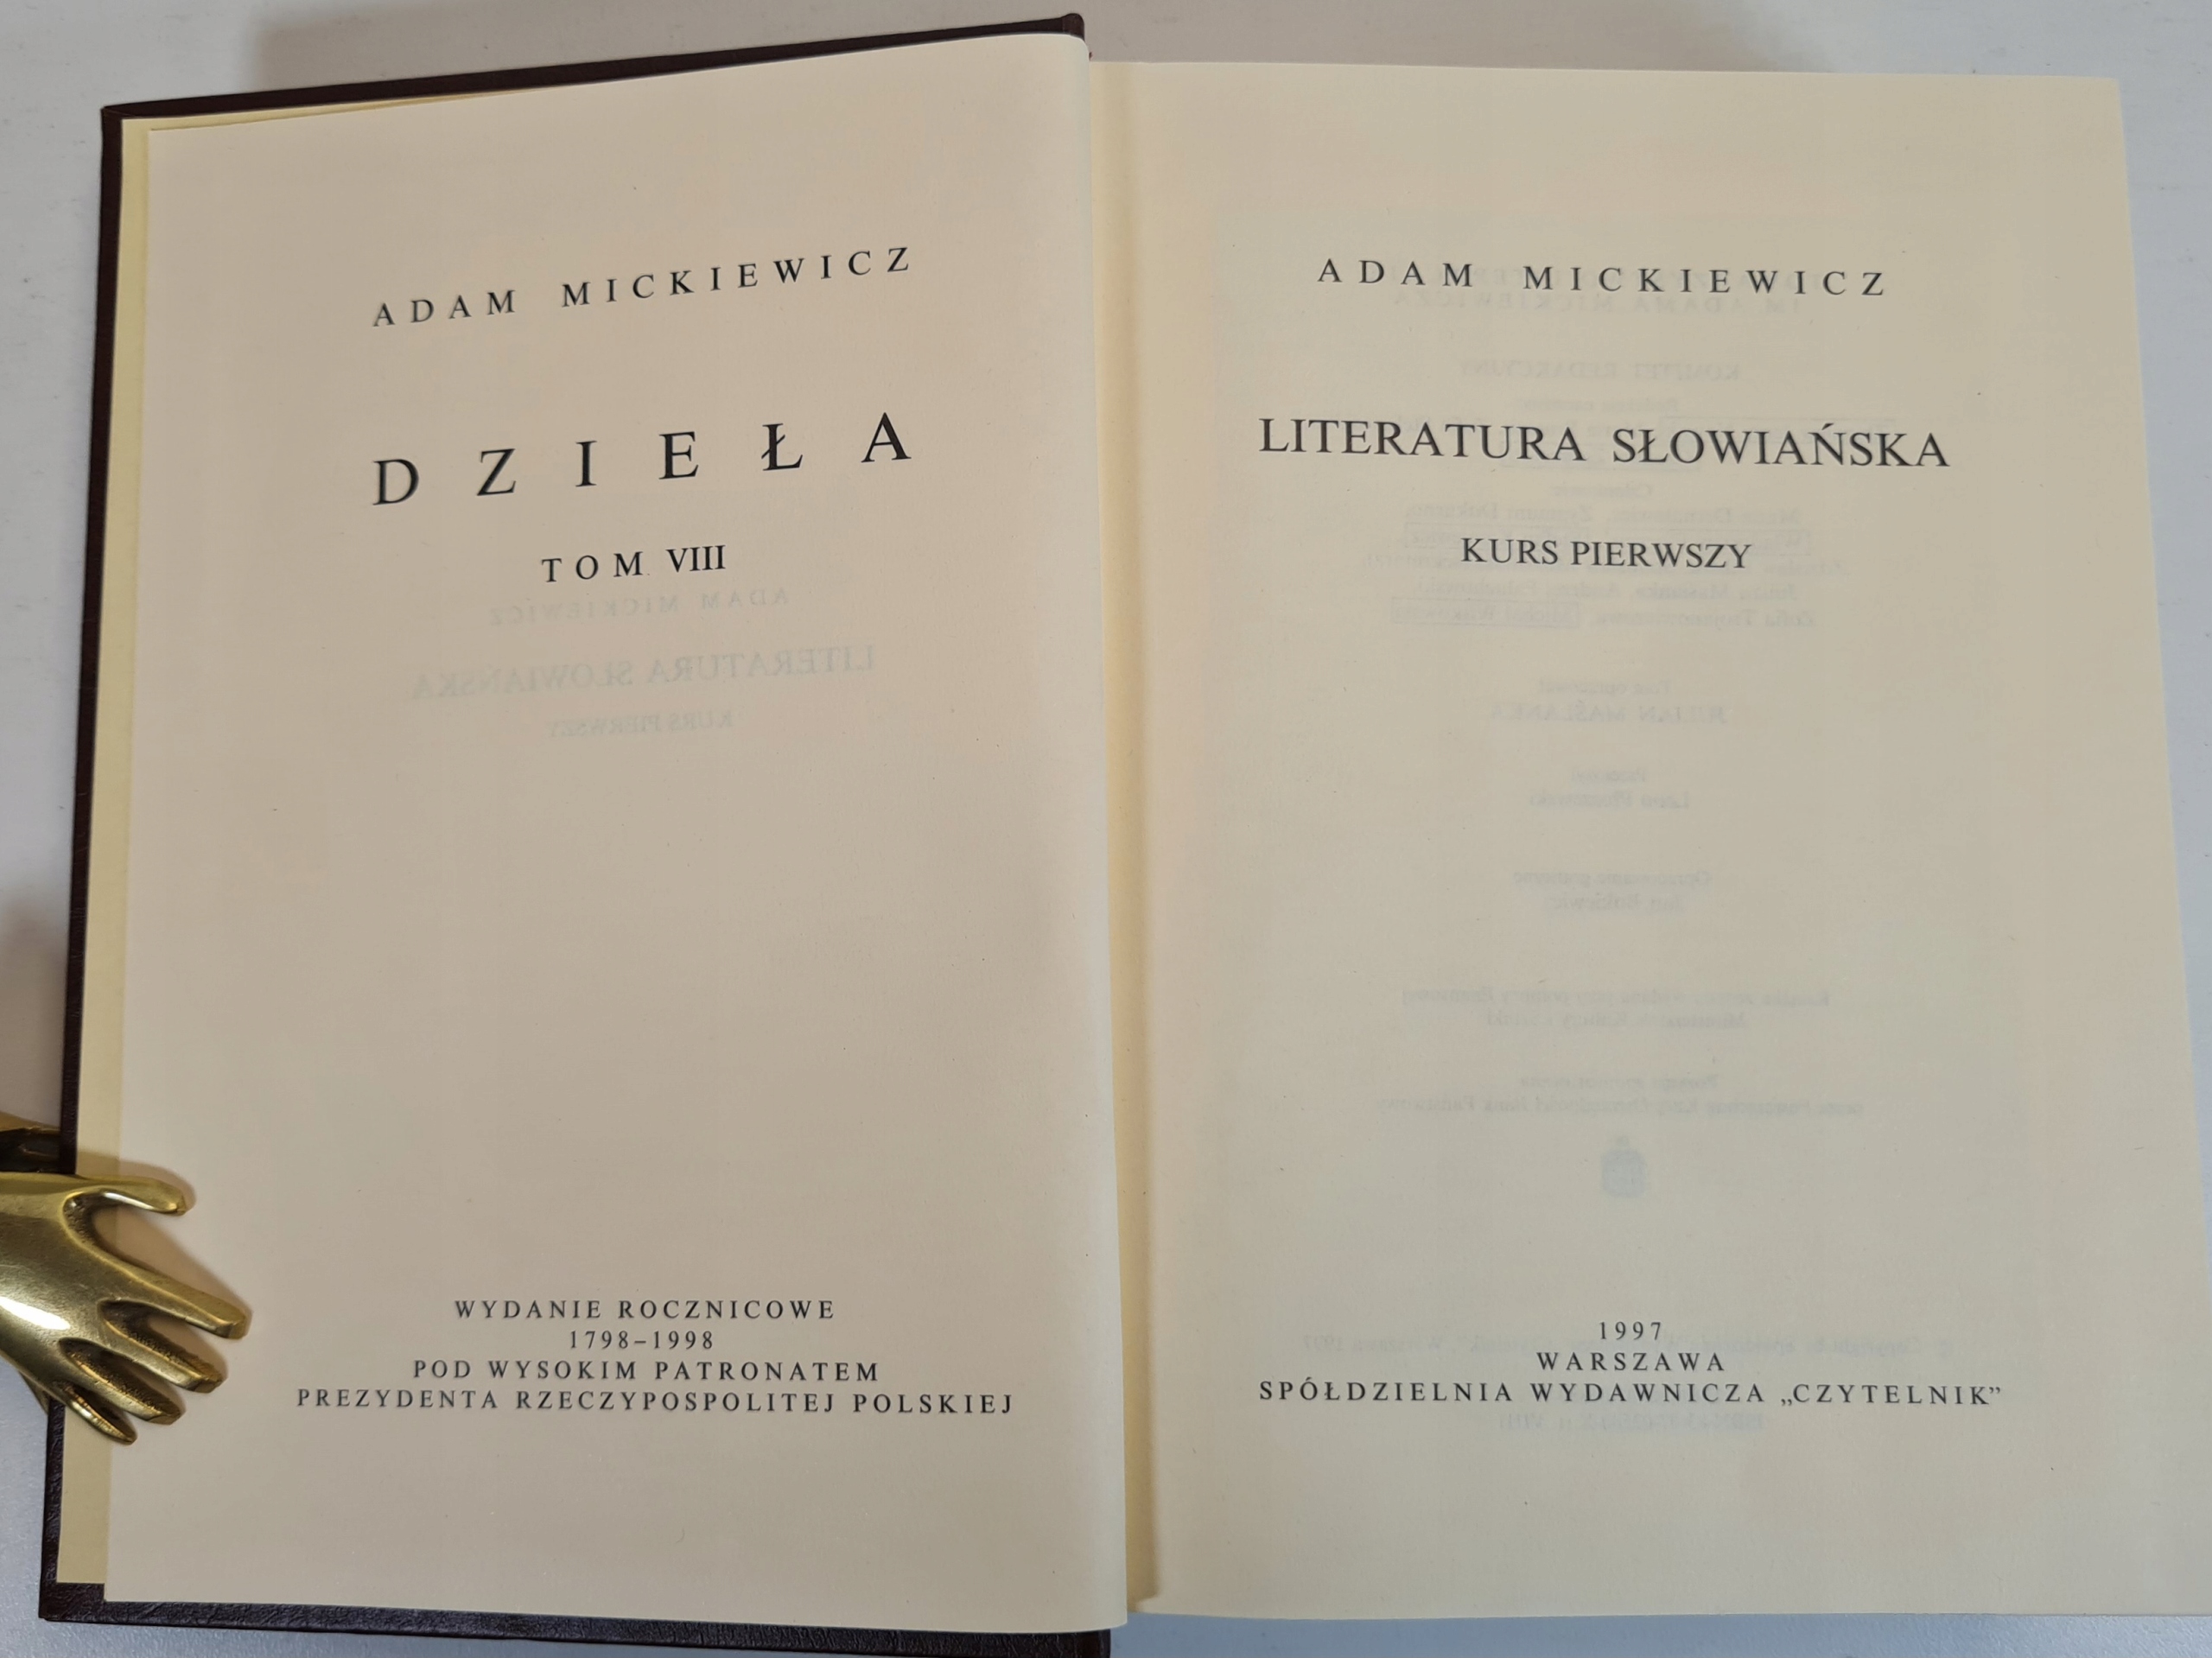 ADAM MICKIEWICZ
DZIEŁA
TOM VIII
WYDANIE ROCZNICOWE
1798–1998
POD WYSOKIM PATRONATEM
PREZYDENTA RZECZYPOSPOLITEJ POLSKIEJ
ADAM MICKIEWICZ
LITERATURA SŁOWIAŃSKA
KURS PIERWSZY
1997
WARSZAWA
SPÓŁDZIELNIA WYDAWNICZA „CZYTELNIK”